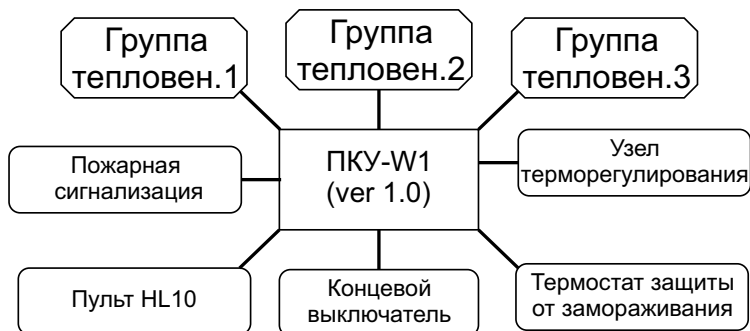 Группа
тепловен.1
Группа
тепловен.2
Группа
тепловен.3
Пожарная
сигнализация
ПКУ-W1
(ver 1.0)
Узел
терморегулирования
Пульт HL10
Концевой
выключатель
Термостат защиты
от замораживания